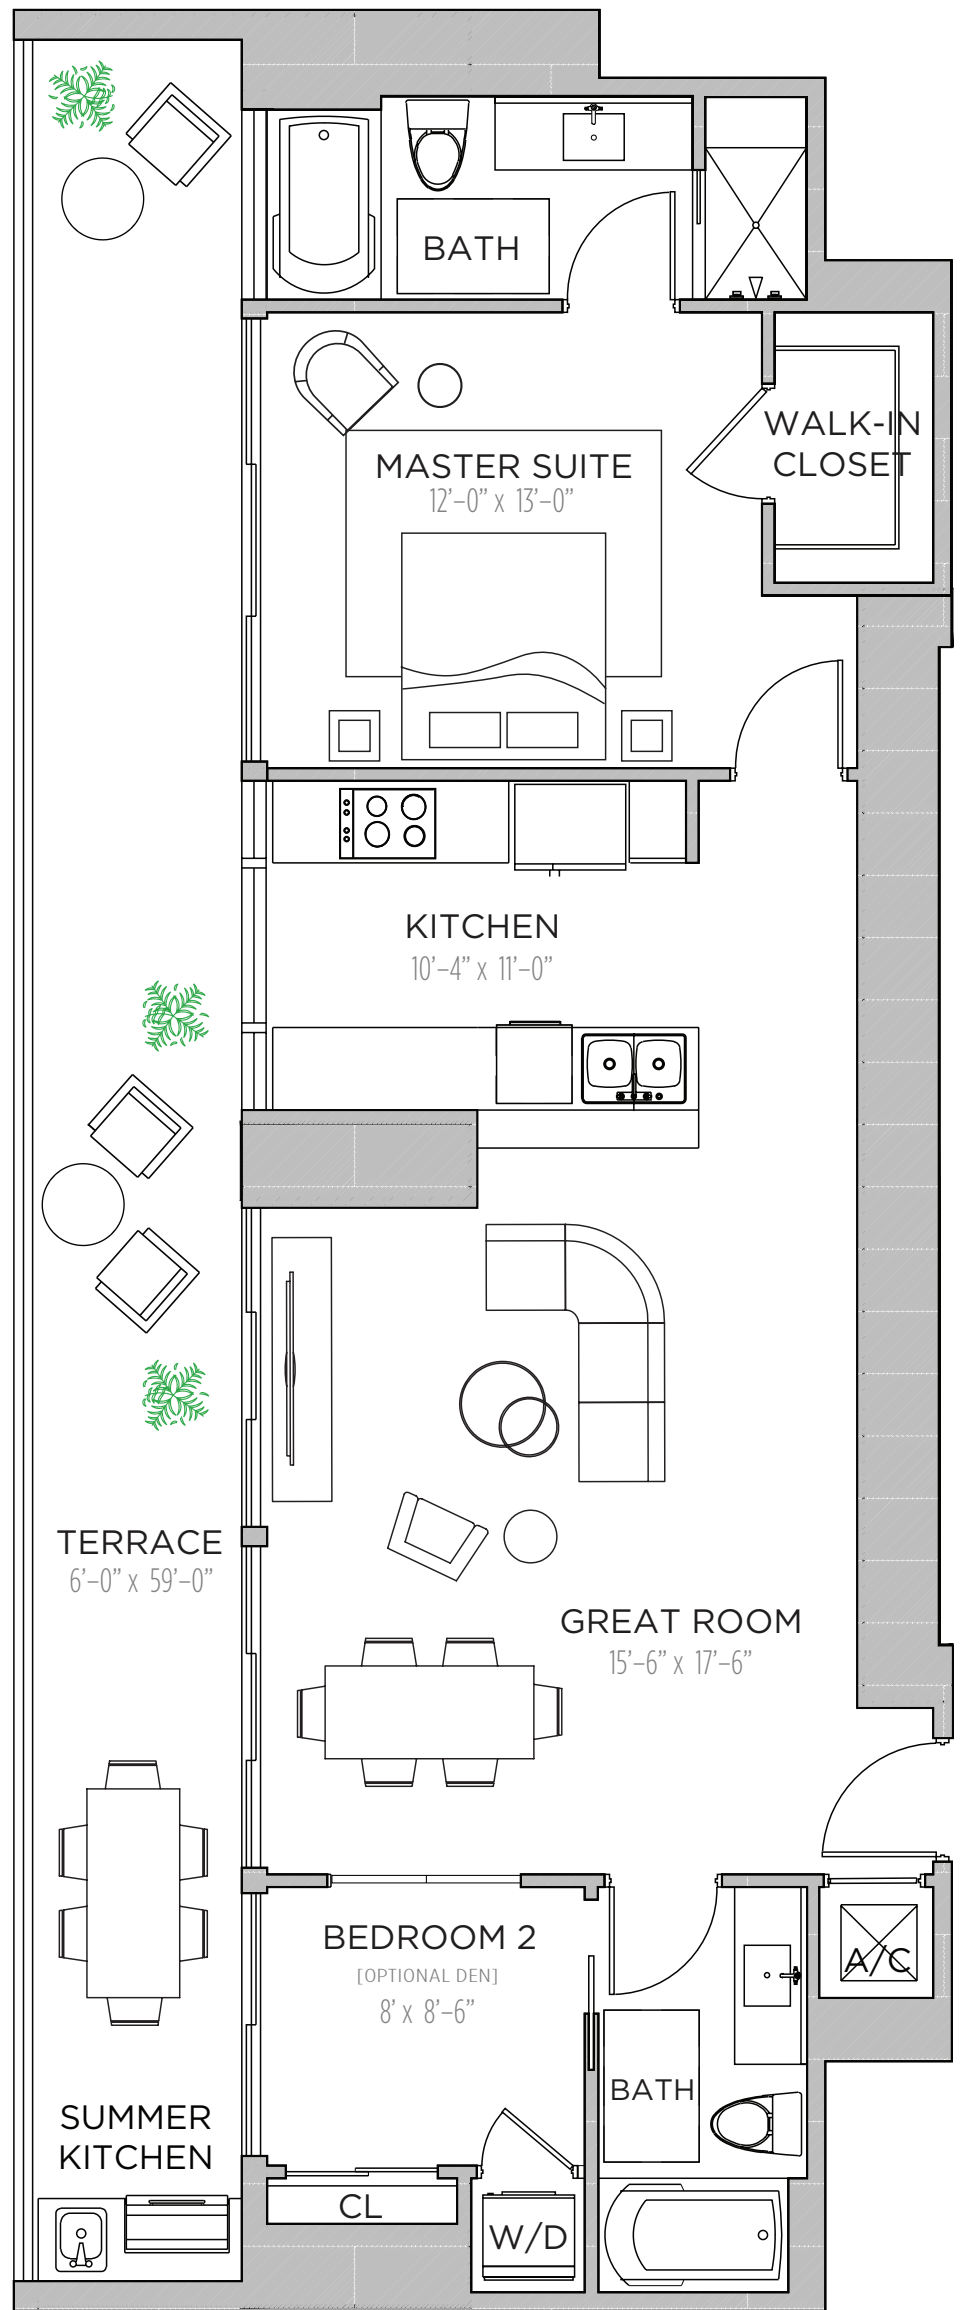 BATH
WALK-IN
CLOSET
MASTER SUITE
12'–0" x 13'–0"
KITCHEN
10'–4" x 11'–0"
TERRACE
6'–0" x 59'–0"
GREAT ROOM
15'–6" x 17'–6"
BEDROOM 2
[OPTIONAL DEN]
8' x 8'–6"
A/C
BATH
SUMMER
KITCHEN
CL
W/D